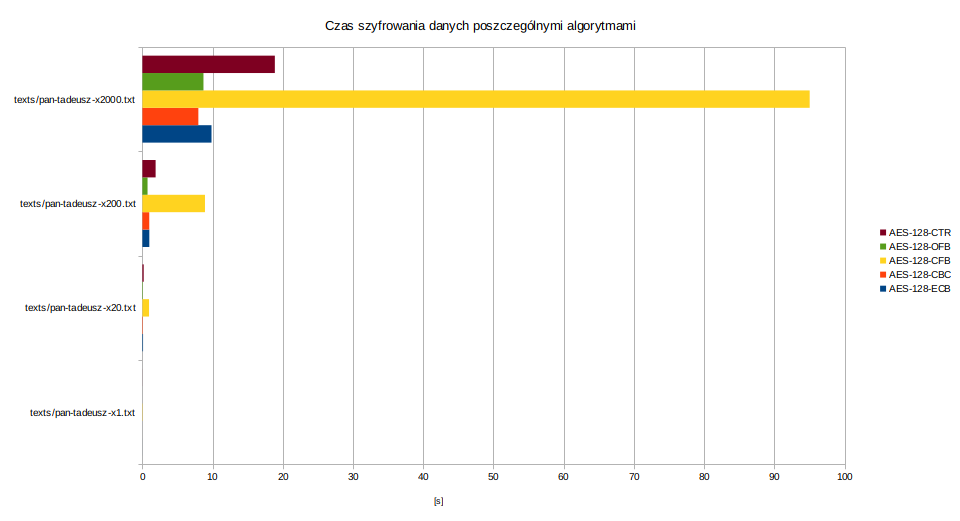 Czas szyfrowania danych poszczególnymi algorytmami
texts/pan-tadeusz-x2000.txt
texts/pan-tadeusz-x200.txt
texts/pan-tadeusz-x20.txt
texts/pan-tadeusz-x1.txt
0 10 20 30 40 50 60 70 80 90 100
[s]
AES-128-CTR
AES-128-OFB
AES-128-CFB
AES-128-CBC
AES-128-ECB